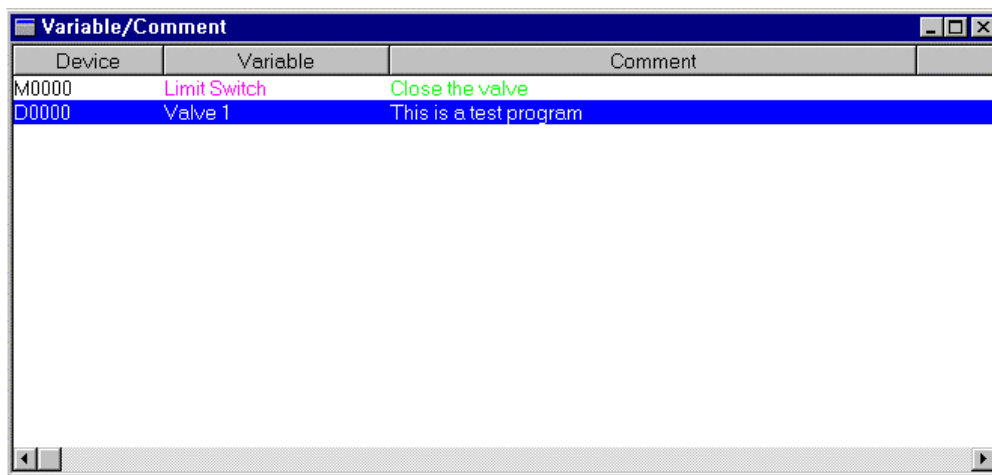 Variable/Comment
Device Variable Comment
M0000 Limit Switch Close the valve
D0000 Valve 1 This is a test program